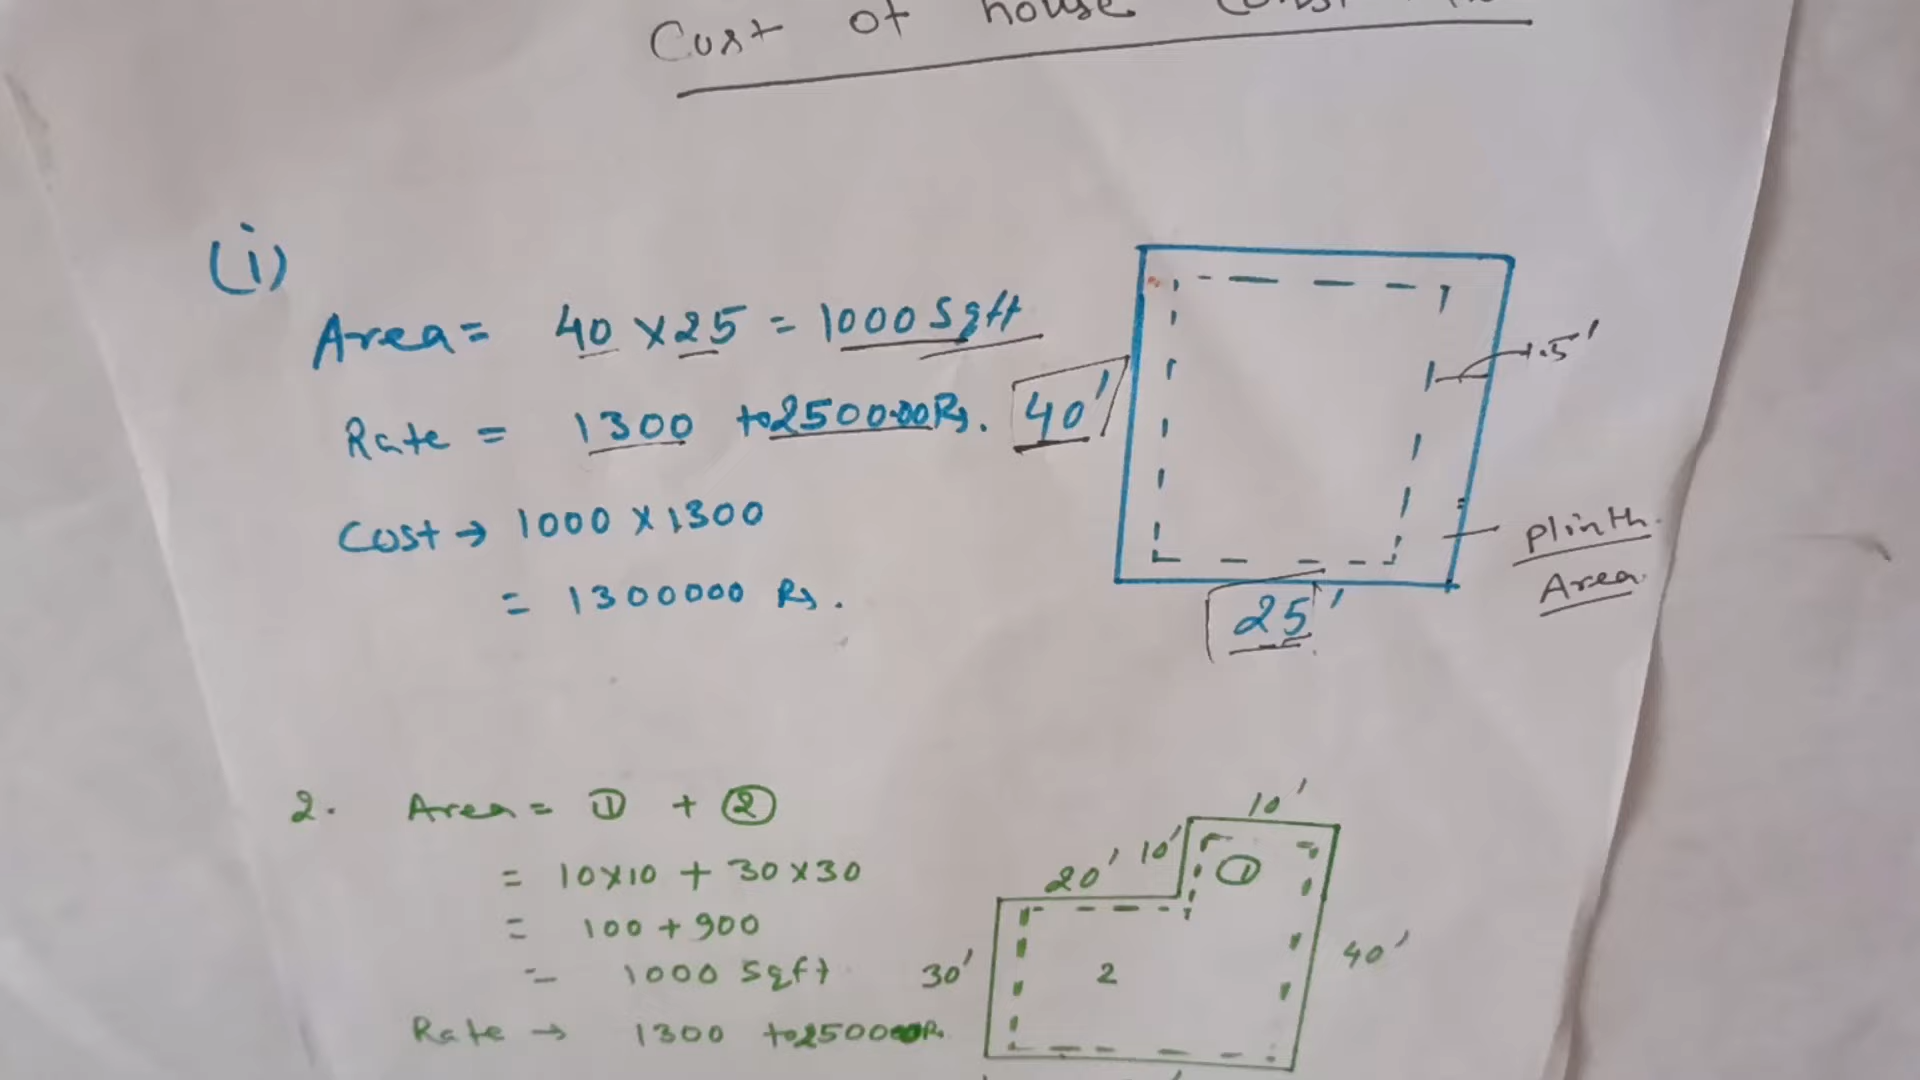 Cost of house
(i)
Area = 40 x 25 = 1000 Sqft
Rate = 1300 to 2500.00 Rs.
Cost → 1000 x 1300
= 1300000 Rs.
40'
1.5'
plinth
Area
25'
2. Area = ① + ②
= 10x10 + 30x30
= 100 + 900
= 1000 Sqft
Rate → 1300 to 2500
10'
10'
20'
①
30'
2
40'